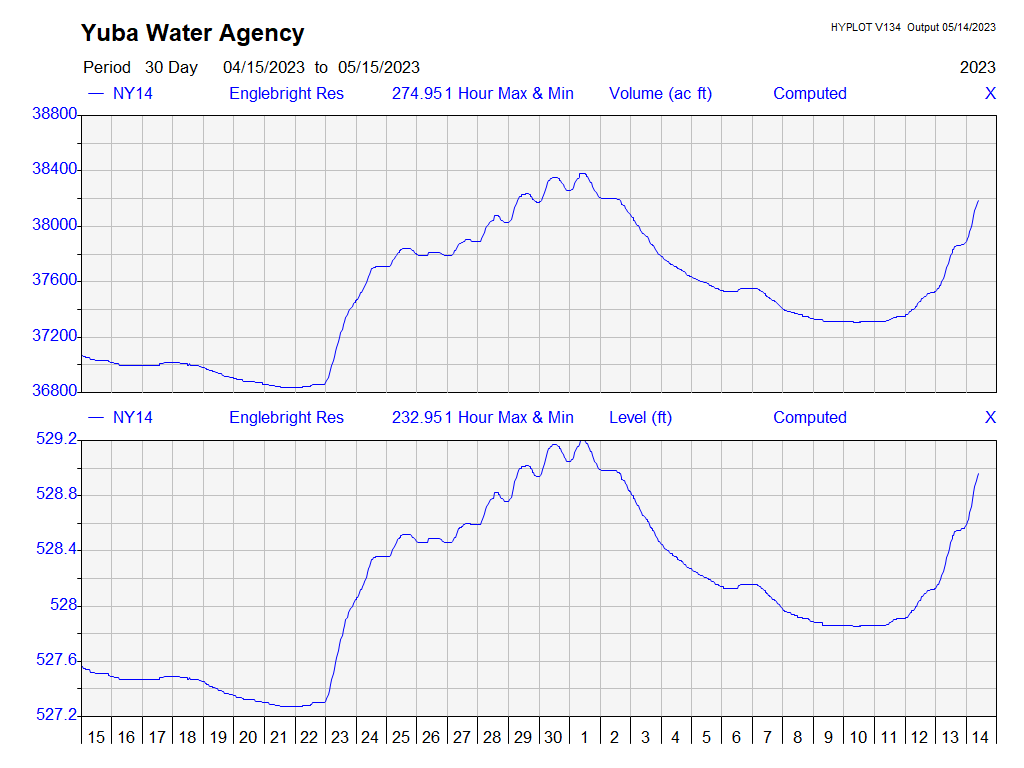 Yuba Water Agency
HYPLOT V134 Output 05/14/2023
Period 30 Day 04/15/2023 to 05/15/2023
2023
NY14 Englebright Res 274.951 Hour Max & Min Volume (ac ft) Computed X
38800
38400
38000
37600
37200
36800
NY14 Englebright Res 232.951 Hour Max & Min Level (ft) Computed X
529.2
528.8
528.4
528
527.6
527.2
15 16 17 18 19 20 21 22 23 24 25 26 27 28 29 30 1 2 3 4 5 6 7 8 9 10 11 12 13 14